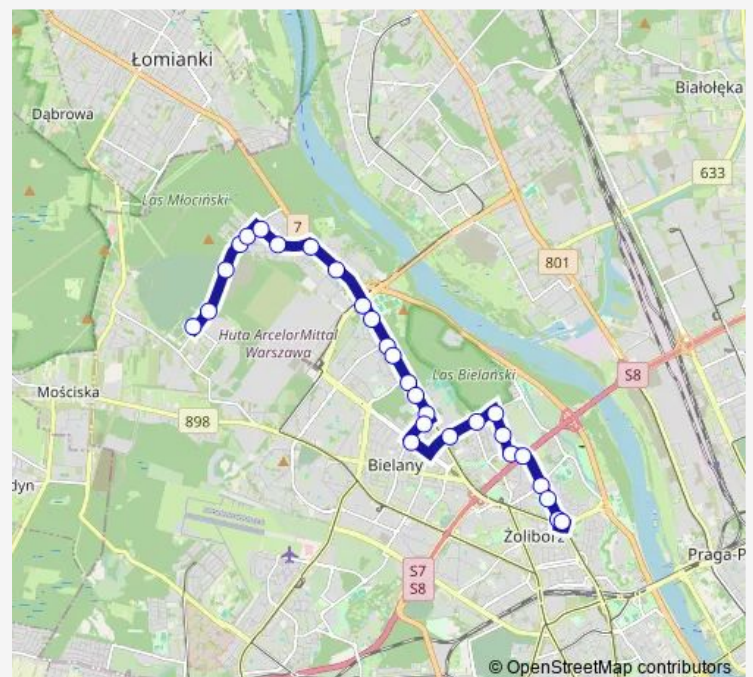 Łomianki
Białołęka
Dąbrowa
633
Las Młociński
7
801
Huta ArcelorMittal
Warszawa
Las Bielański
S8
Mościska
898
Bielany
dyn
Żoliborz
Praga-P
S7
S8
© OpenStreetMap contributors